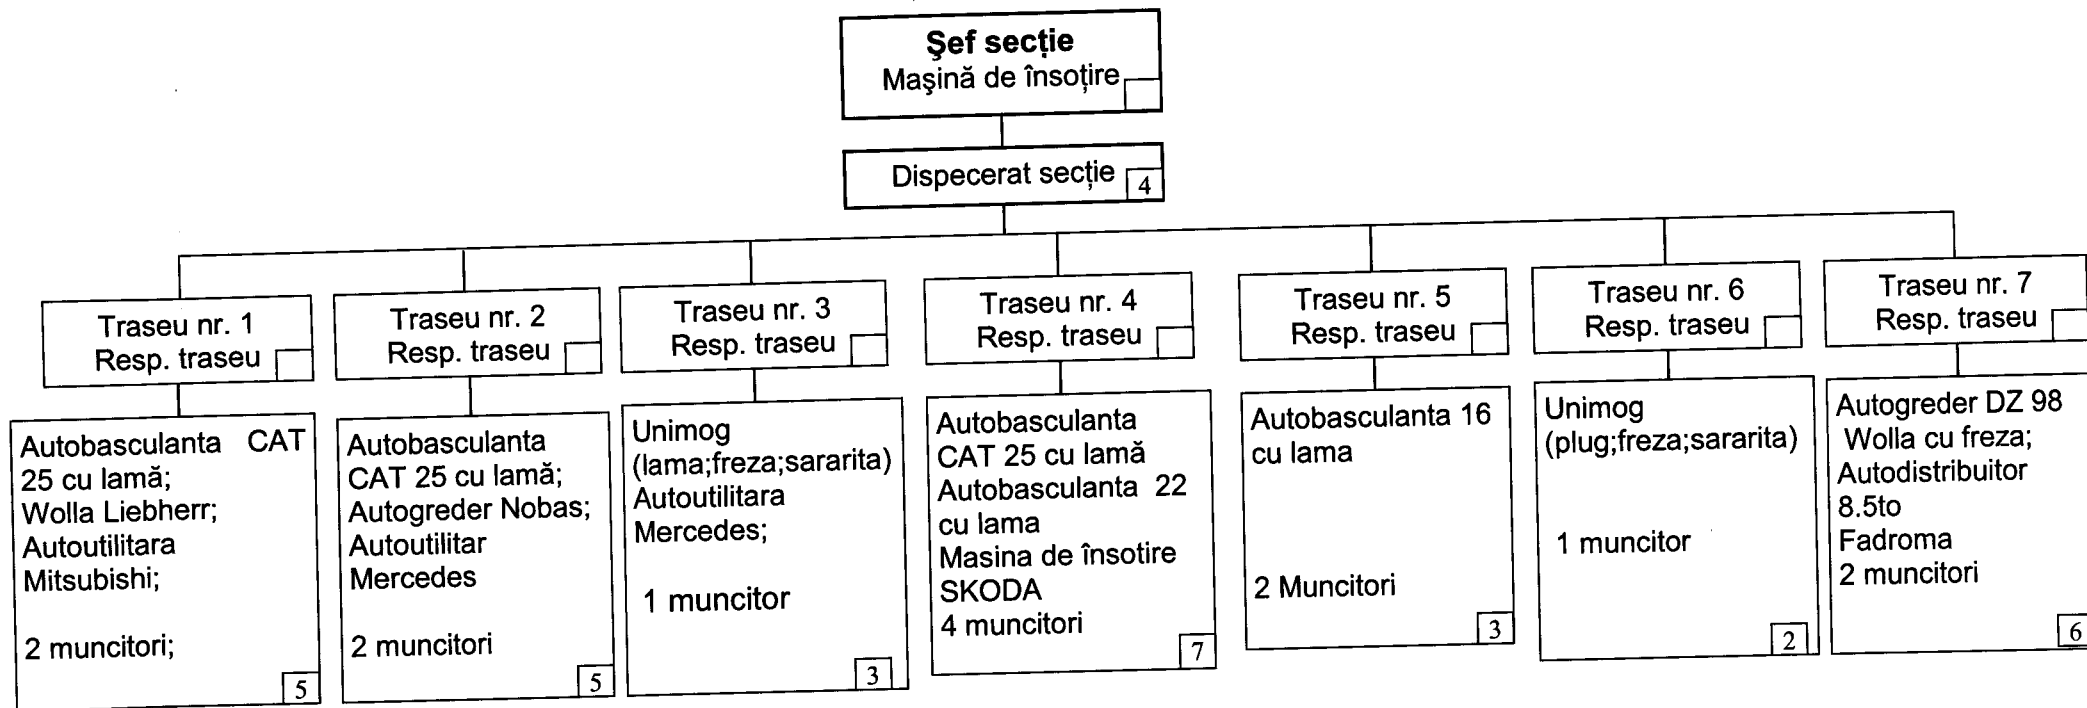 Şef secţie
Maşină de însoţire
Dispecerat secţie
4
Traseu nr. 1
Resp. traseu
Traseu nr. 2
Resp. traseu
Traseu nr. 3
Resp. traseu
Traseu nr. 4
Resp. traseu
Traseu nr. 5
Resp. traseu
Traseu nr. 6
Resp. traseu
Traseu nr. 7
Resp. traseu
Autobasculanta CAT
25 cu lamă;
Wolla Liebherr;
Autoutilitara
Mitsubishi;
2 muncitori;
5
Autobasculanta
CAT 25 cu lamă;
Autogreder Nobas;
Autoutilitar
Mercedes
2 muncitori
5
Unimog
(lama;freza;sararita)
Autoutilitara
Mercedes;
1 muncitor
3
Autobasculanta
CAT 25 cu lamă
Autobasculanta 22
cu lama
Masina de însotire
SKODA
4 muncitori
7
Autobasculanta 16
cu lama
2 Muncitori
3
Unimog
(plug;freza;sararita)
1 muncitor
2
Autogreder DZ 98
Wolla cu freza;
Autodistribuitor
8.5to
Fadroma
2 muncitori
6